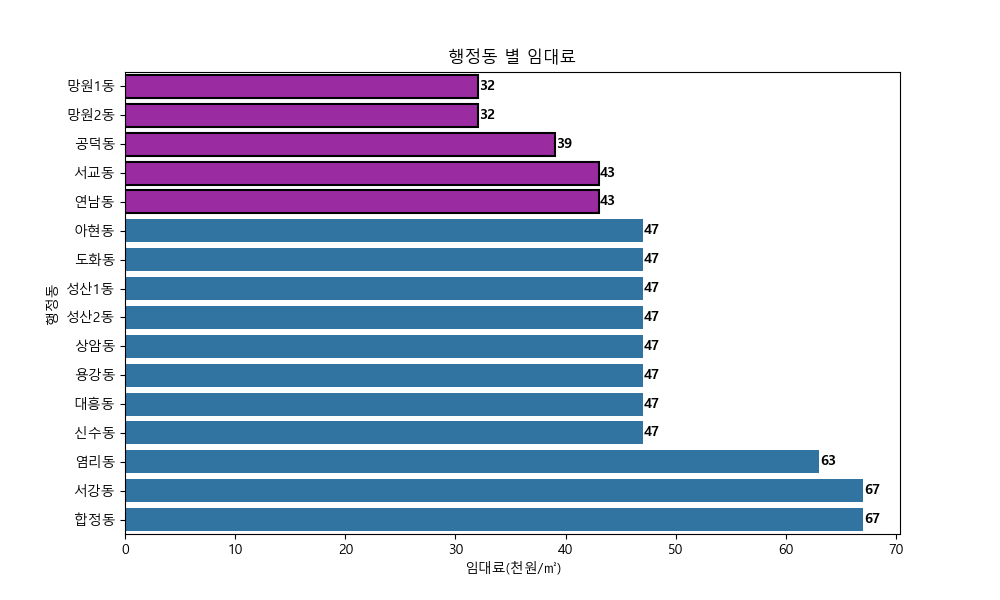 행정동 별 임대료
망원1동 32
망원2동 32
공덕동 39
서교동 43
연남동 43
아현동 47
도화동 47
성산1동 47
성산2동 47
상암동 47
용강동 47
대흥동 47
신수동 47
염리동 63
서강동 67
합정동 67
행정동
0 10 20 30 40 50 60 70
임대료(천원/㎡)